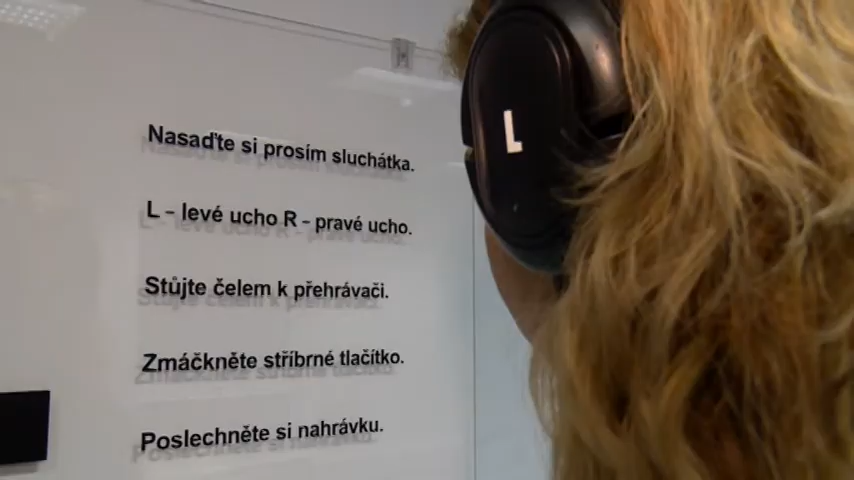 Nasaďte si prosím sluchátka.
L - levé ucho R - pravé ucho.
Stůjte čelem k přehrávači.
Zmáčkněte stříbrné tlačítko.
Poslechněte si nahrávku.
L